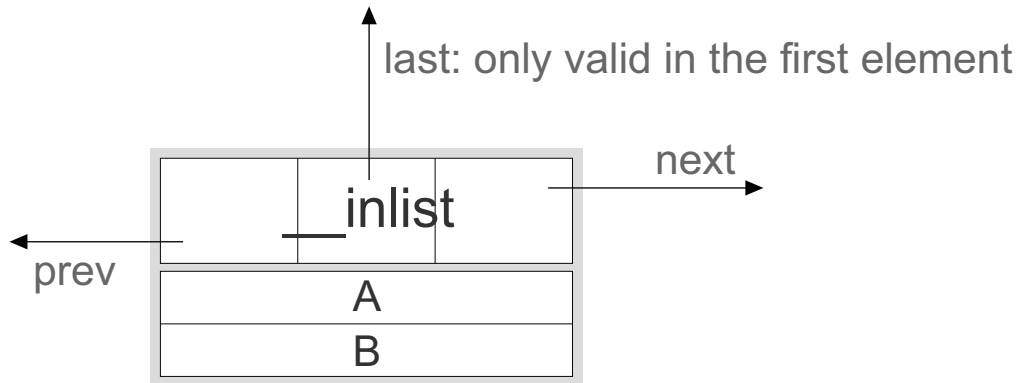 last: only valid in the first element
next
__inlist
prev
A
B